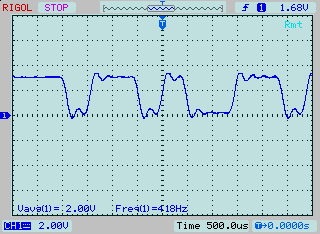 RIGOL STOP T f 1 1.68V
Rmt
T
1
Vavg(1)= 2.00V Freq(1)=418Hz
CH1 2.00V Time 500.0us T→0.0000s